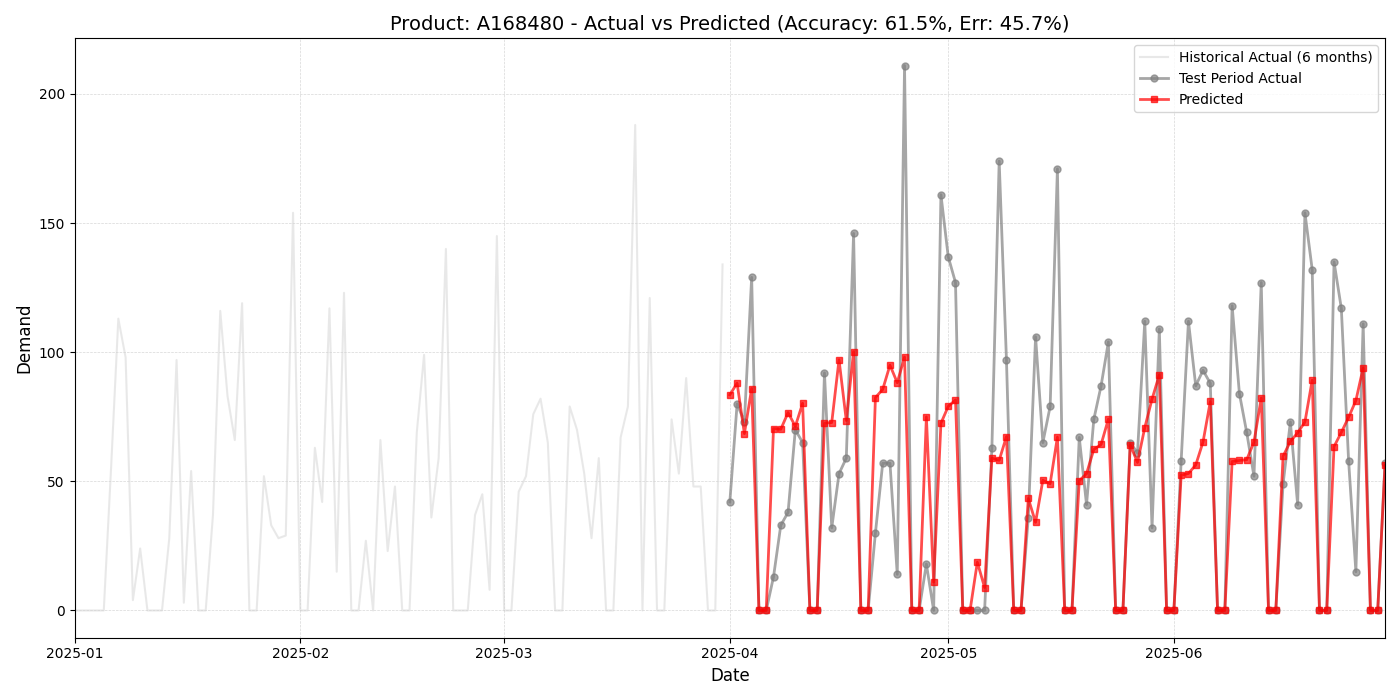 Product: A168480 - Actual vs Predicted (Accuracy: 61.5%, Err: 45.7%)
Historical Actual (6 months)
Test Period Actual
Predicted
200
150
100
50
0
Demand
2025-01
2025-02
2025-03
2025-04
2025-05
2025-06
Date